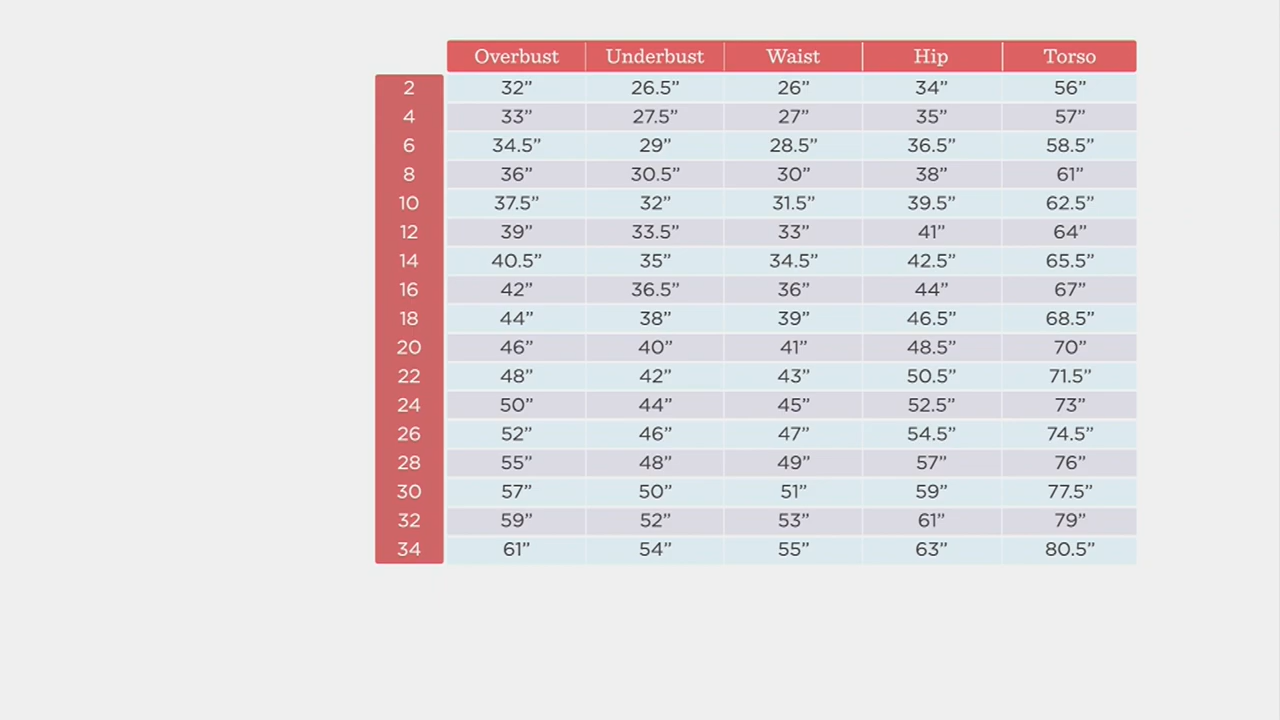 Overbust Underbust Waist Hip Torso
2 32” 26.5” 26” 34” 56”
4 33” 27.5” 27” 35” 57”
6 34.5” 29” 28.5” 36.5” 58.5”
8 36” 30.5” 30” 38” 61”
10 37.5” 32” 31.5” 39.5” 62.5”
12 39” 33.5” 33” 41” 64”
14 40.5” 35” 34.5” 42.5” 65.5”
16 42” 36.5” 36” 44” 67”
18 44” 38” 39” 46.5” 68.5”
20 46” 40” 41” 48.5” 70”
22 48” 42” 43” 50.5” 71.5”
24 50” 44” 45” 52.5” 73”
26 52” 46” 47” 54.5” 74.5”
28 55” 48” 49” 57” 76”
30 57” 50” 51” 59” 77.5”
32 59” 52” 53” 61” 79”
34 61” 54” 55” 63” 80.5”